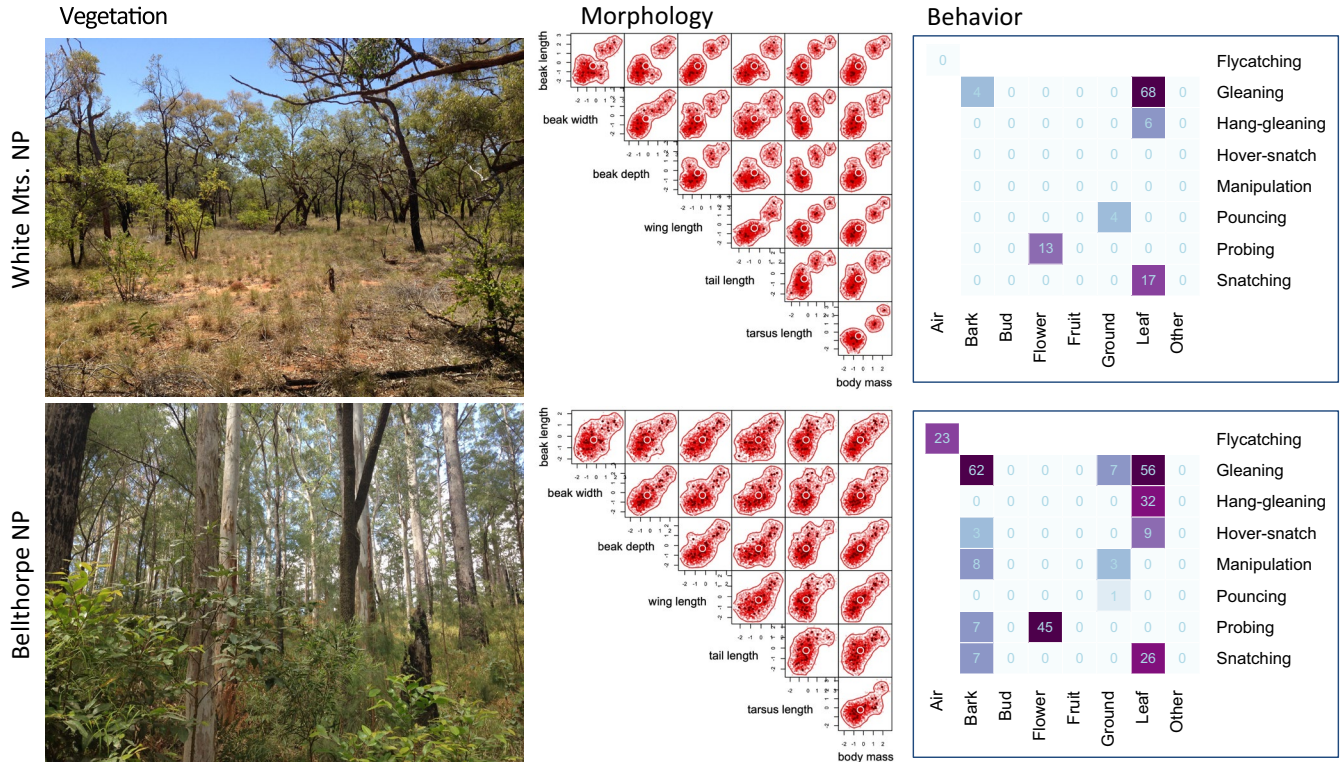 Vegetation
Morphology
Behavior
White Mts. NP
beak length
beak width
beak depth
wing length
tail length
tarsus length
body mass
0 Flycatching
4 0 0 0 0 68 0 Gleaning
0 0 0 0 0 6 0 Hang-gleaning
0 0 0 0 0 0 0 Hover-snatch
0 0 0 0 0 0 0 Manipulation
0 0 0 0 4 0 0 Pouncing
0 0 13 0 0 0 0 Probing
0 0 0 0 0 17 0 Snatching
Air Bark Bud Flower Fruit Ground Leaf Other
Bellthorpe NP
beak length
beak width
beak depth
wing length
tail length
tarsus length
body mass
23 Flycatching
62 0 0 0 7 56 0 Gleaning
0 0 0 0 0 32 0 Hang-gleaning
3 0 0 0 0 9 0 Hover-snatch
8 0 0 0 3 0 0 Manipulation
0 0 0 0 1 0 0 Pouncing
7 0 45 0 0 0 0 Probing
7 0 0 0 0 26 0 Snatching
Air Bark Bud Flower Fruit Ground Leaf Other